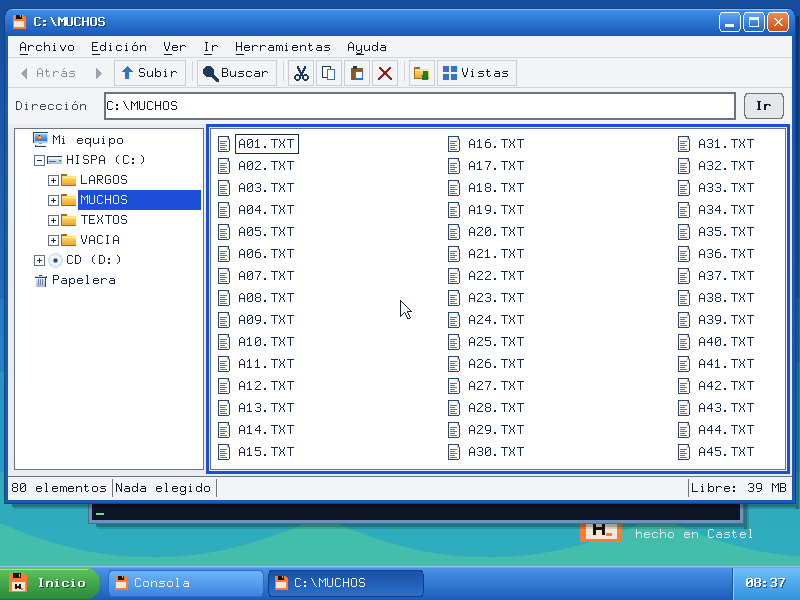 C:\MUCHOS
Archivo Edición Ver Ir Herramientas Ayuda
Atrás Subir Buscar Vistas
Dirección C:\MUCHOS Ir
Mi equipo
HISPA (C:)
LARGOS
MUCHOS
TEXTOS
VACIA
CD (D:)
Papelera
A01.TXT A16.TXT A31.TXT
A02.TXT A17.TXT A32.TXT
A03.TXT A18.TXT A33.TXT
A04.TXT A19.TXT A34.TXT
A05.TXT A20.TXT A35.TXT
A06.TXT A21.TXT A36.TXT
A07.TXT A22.TXT A37.TXT
A08.TXT A23.TXT A38.TXT
A09.TXT A24.TXT A39.TXT
A10.TXT A25.TXT A40.TXT
A11.TXT A26.TXT A41.TXT
A12.TXT A27.TXT A42.TXT
A13.TXT A28.TXT A43.TXT
A14.TXT A29.TXT A44.TXT
A15.TXT A30.TXT A45.TXT
80 elementos Nada elegido Libre: 39 MB
H_
hecho en Castel
Inicio Consola C:\MUCHOS 08:37